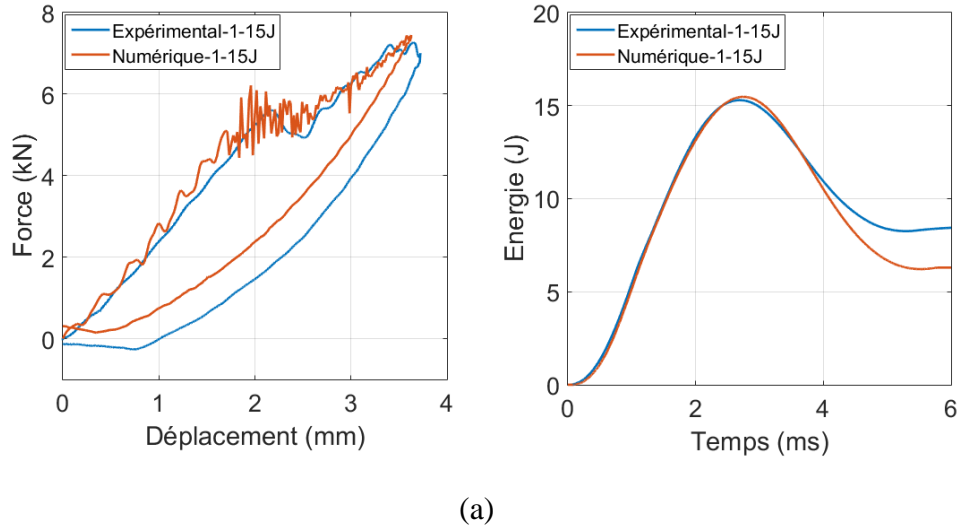 Expérimental-1-15J
Numérique-1-15J
8
6
4
2
0
Force (kN)
0 1 2 3 4
Déplacement (mm)
Expérimental-1-15J
Numérique-1-15J
20
15
10
5
0
Energie (J)
0 2 4 6
Temps (ms)
(a)